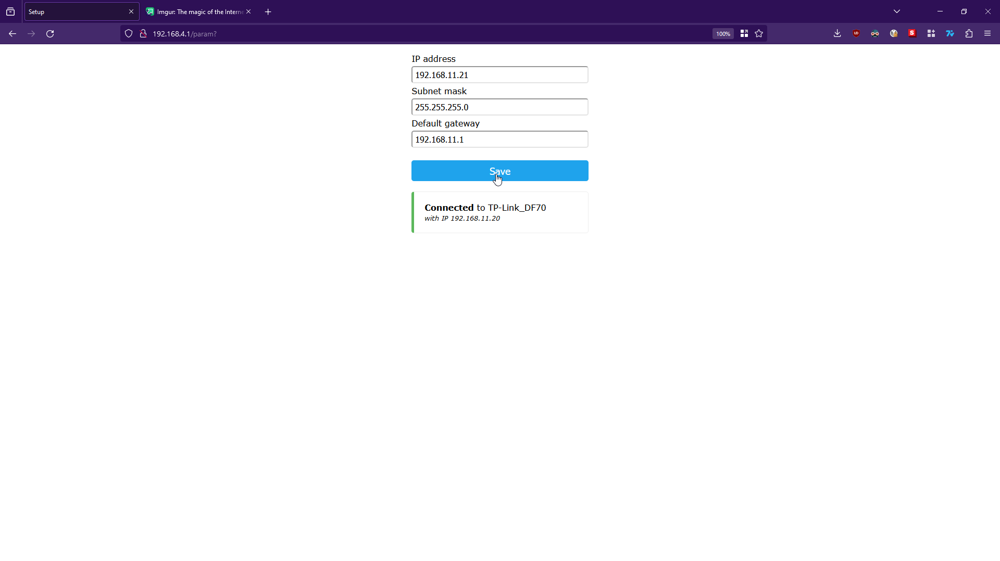 Setup
Imgur: The magic of the Interne
192.168.4.1/param?
100%
IP address
192.168.11.21
Subnet mask
255.255.255.0
Default gateway
192.168.11.1
Save
Connected to TP-Link_DF70
with IP 192.168.11.20